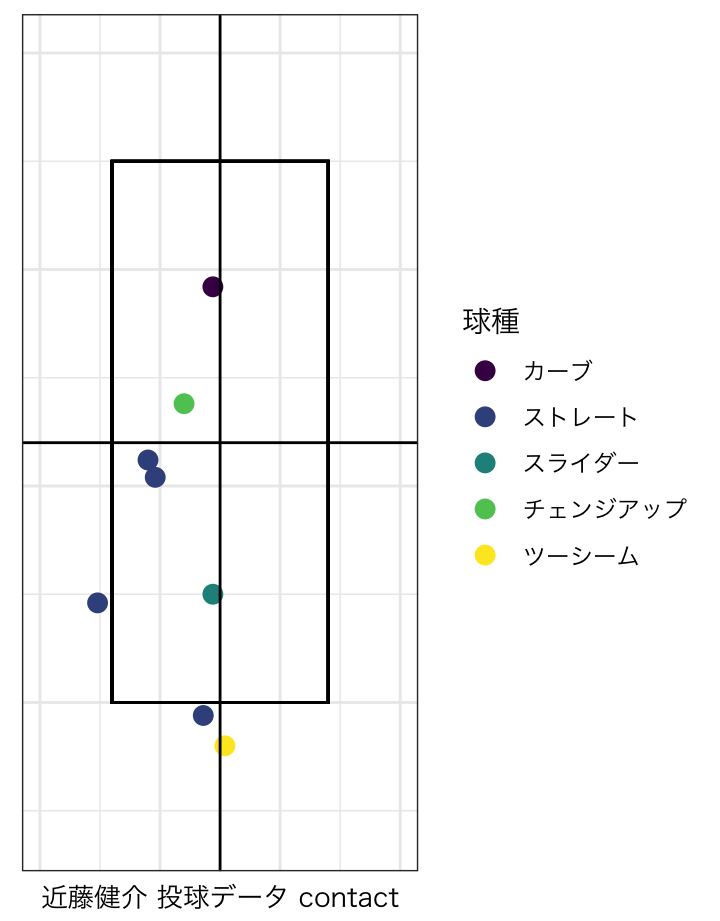 球種
カーブ
ストレート
スライダー
チェンジアップ
ツーシーム
近藤健介 投球データ contact